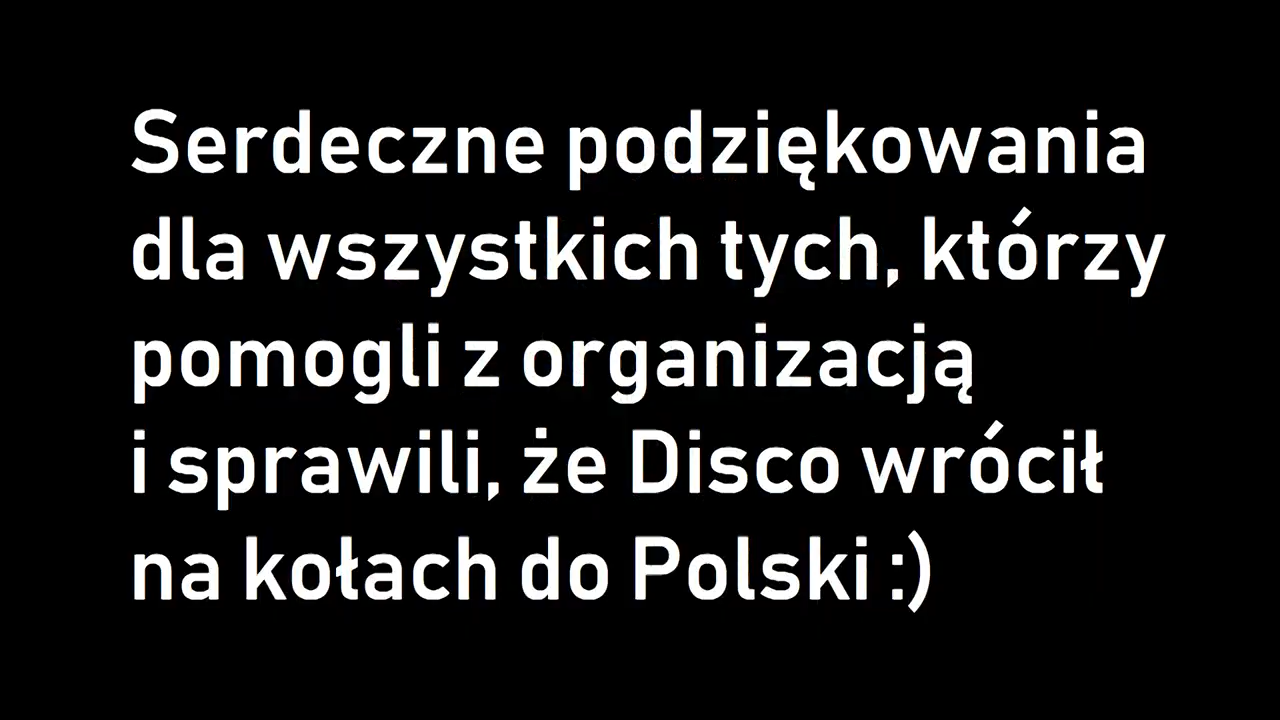 Serdeczne podziękowania
dla wszystkich tych, którzy
pomogli z organizacją
i sprawili, że Disco wrócił
na kołach do Polski :)